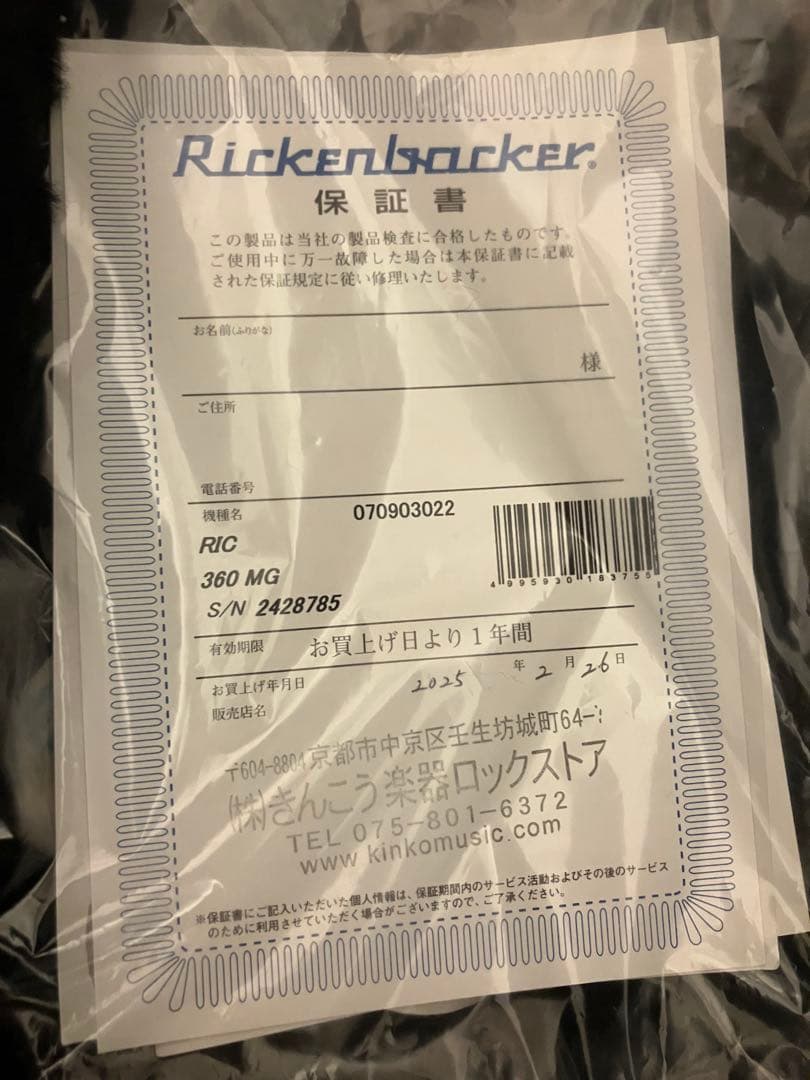 Rickenbacker®
保証書
この製品は当社の製品検査に合格したものです。
ご使用中に万一故障した場合は本保証書に記載
された保証規定に従い修理いたします。
お名前(ふりがな)
様
ご住所
電話番号
機種名
070903022
RIC
360 MG
S/N 2428785
4995930183755
有効期限 お買上げ日より1年間
お買上げ年月日 2025 年 2 月 26 日
販売店名
〒604-8804 京都市中京区壬生坊城町64-
(株)きんこう楽器ロックストア
TEL 075-801-6372
www.kinkomusic.com
※保証書にご記入いただいた個人情報は、保証期間内のサービス活動およびその後のサービス
のために利用させていただく場合がございますので、ご了承ください。